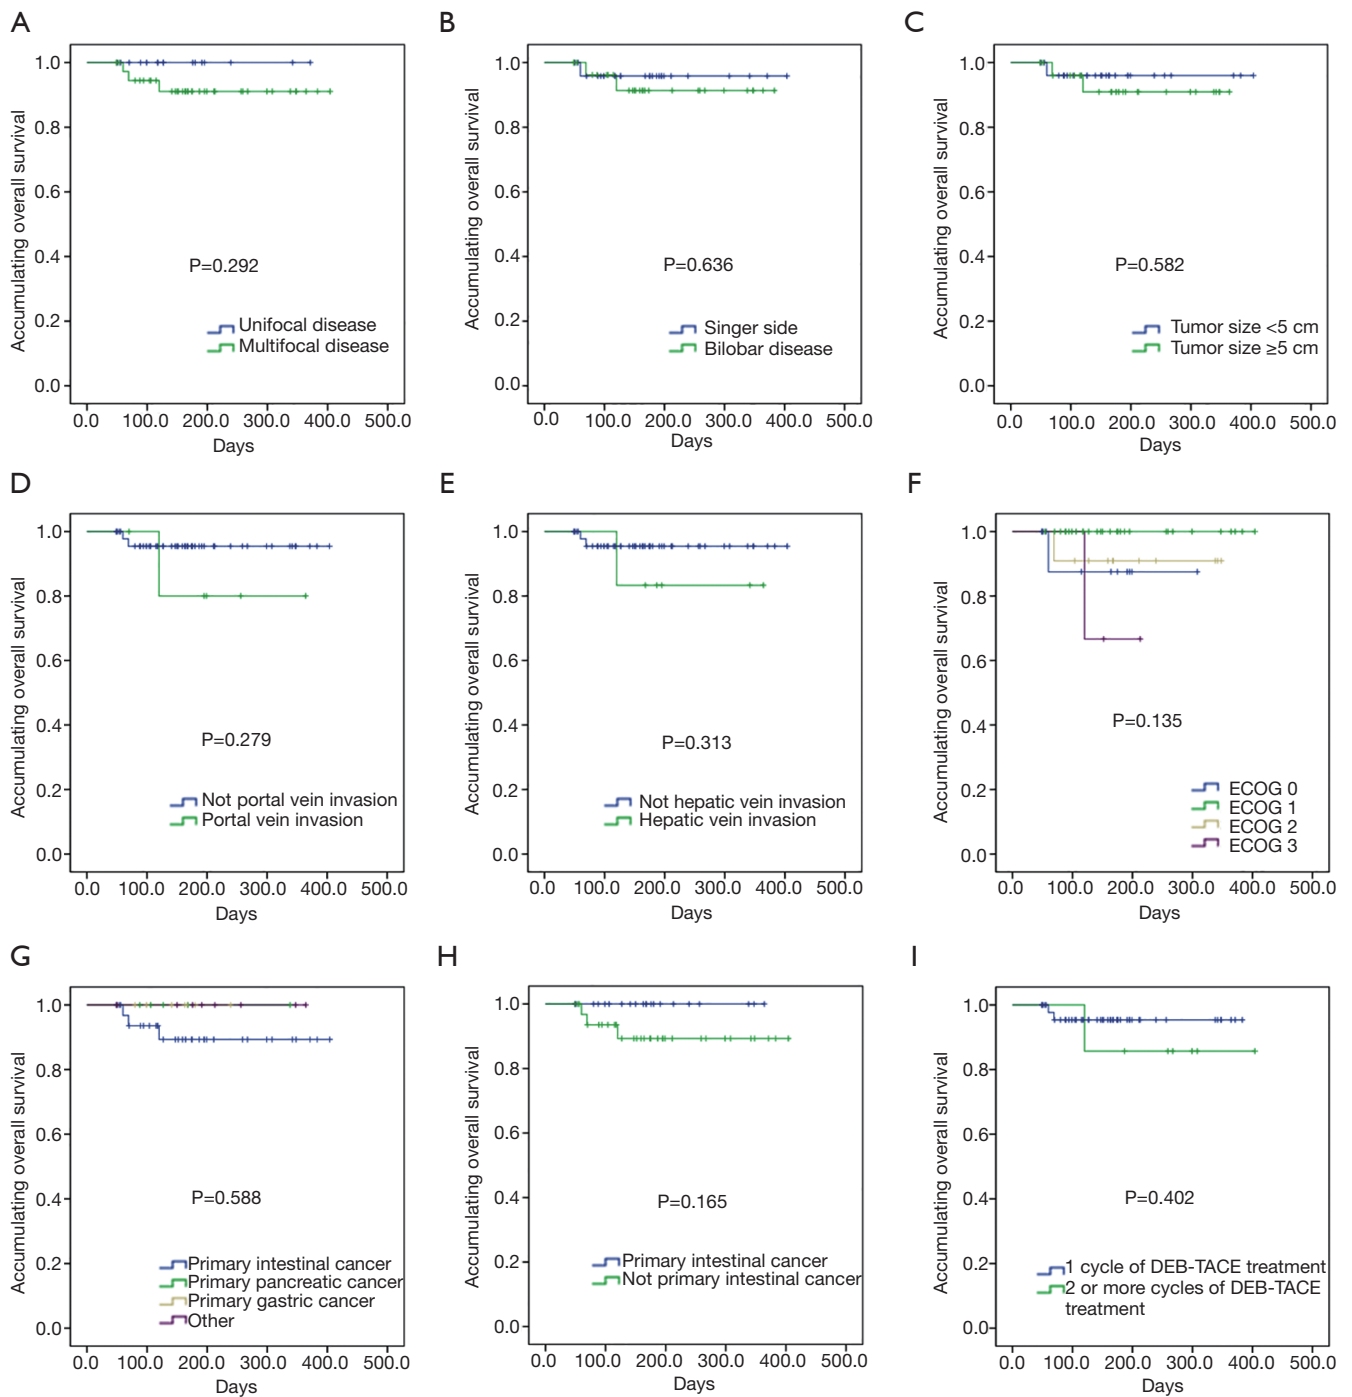 A
B
C
Accumulating overall survival
1.0
0.8
0.6
0.4
0.2
0.0
P=0.292
Unifocal disease
Multifocal disease
0.0 100.0 200.0 300.0 400.0 500.0
Days
Accumulating overall survival
1.0
0.8
0.6
0.4
0.2
0.0
P=0.636
Singer side
Bilobar disease
0.0 100.0 200.0 300.0 400.0 500.0
Days
Accumulating overall survival
1.0
0.8
0.6
0.4
0.2
0.0
P=0.582
Tumor size <5 cm
Tumor size ≥5 cm
0.0 100.0 200.0 300.0 400.0 500.0
Days
D
E
F
Accumulating overall survival
1.0
0.8
0.6
0.4
0.2
0.0
P=0.279
Not portal vein invasion
Portal vein invasion
0.0 100.0 200.0 300.0 400.0 500.0
Days
Accumulating overall survival
1.0
0.8
0.6
0.4
0.2
0.0
P=0.313
Not hepatic vein invasion
Hepatic vein invasion
0.0 100.0 200.0 300.0 400.0 500.0
Days
Accumulating overall survival
1.0
0.8
0.6
0.4
0.2
0.0
P=0.135
ECOG 0
ECOG 1
ECOG 2
ECOG 3
0.0 100.0 200.0 300.0 400.0 500.0
Days
G
H
I
Accumulating overall survival
1.0
0.8
0.6
0.4
0.2
0.0
P=0.588
Primary intestinal cancer
Primary pancreatic cancer
Primary gastric cancer
Other
0.0 100.0 200.0 300.0 400.0 500.0
Days
Accumulating overall survival
1.0
0.8
0.6
0.4
0.2
0.0
P=0.165
Primary intestinal cancer
Not primary intestinal cancer
0.0 100.0 200.0 300.0 400.0 500.0
Days
Accumulating overall survival
1.0
0.8
0.6
0.4
0.2
0.0
P=0.402
1 cycle of DEB-TACE treatment
2 or more cycles of DEB-TACE
treatment
0.0 100.0 200.0 300.0 400.0 500.0
Days